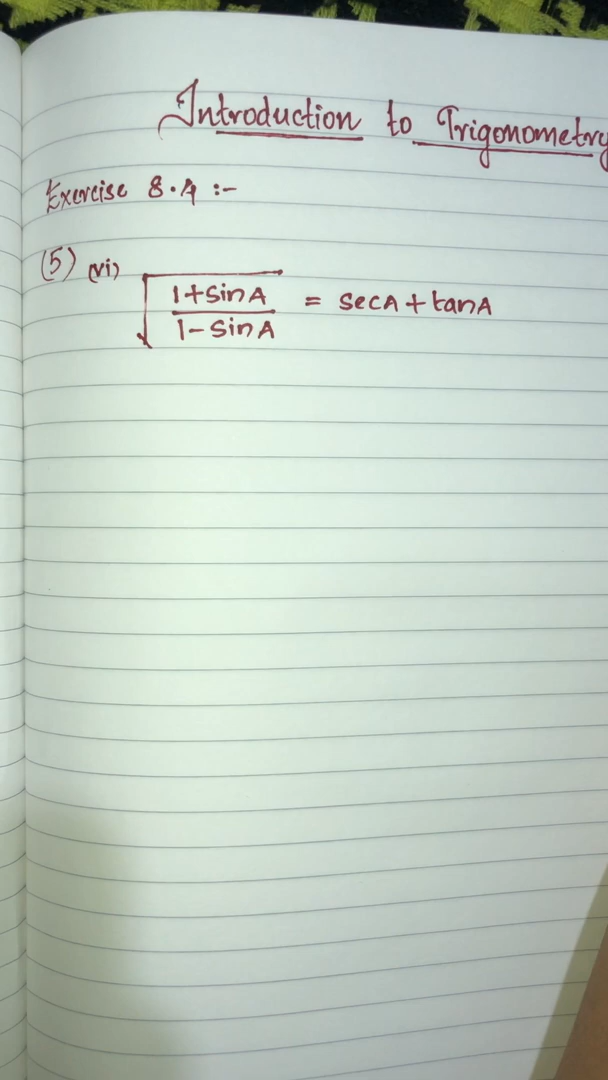 Introduction to Trigonometry
Exercise 8.4 :-
(5) (vi) √(1+sinA / 1-sinA) = secA + tanA